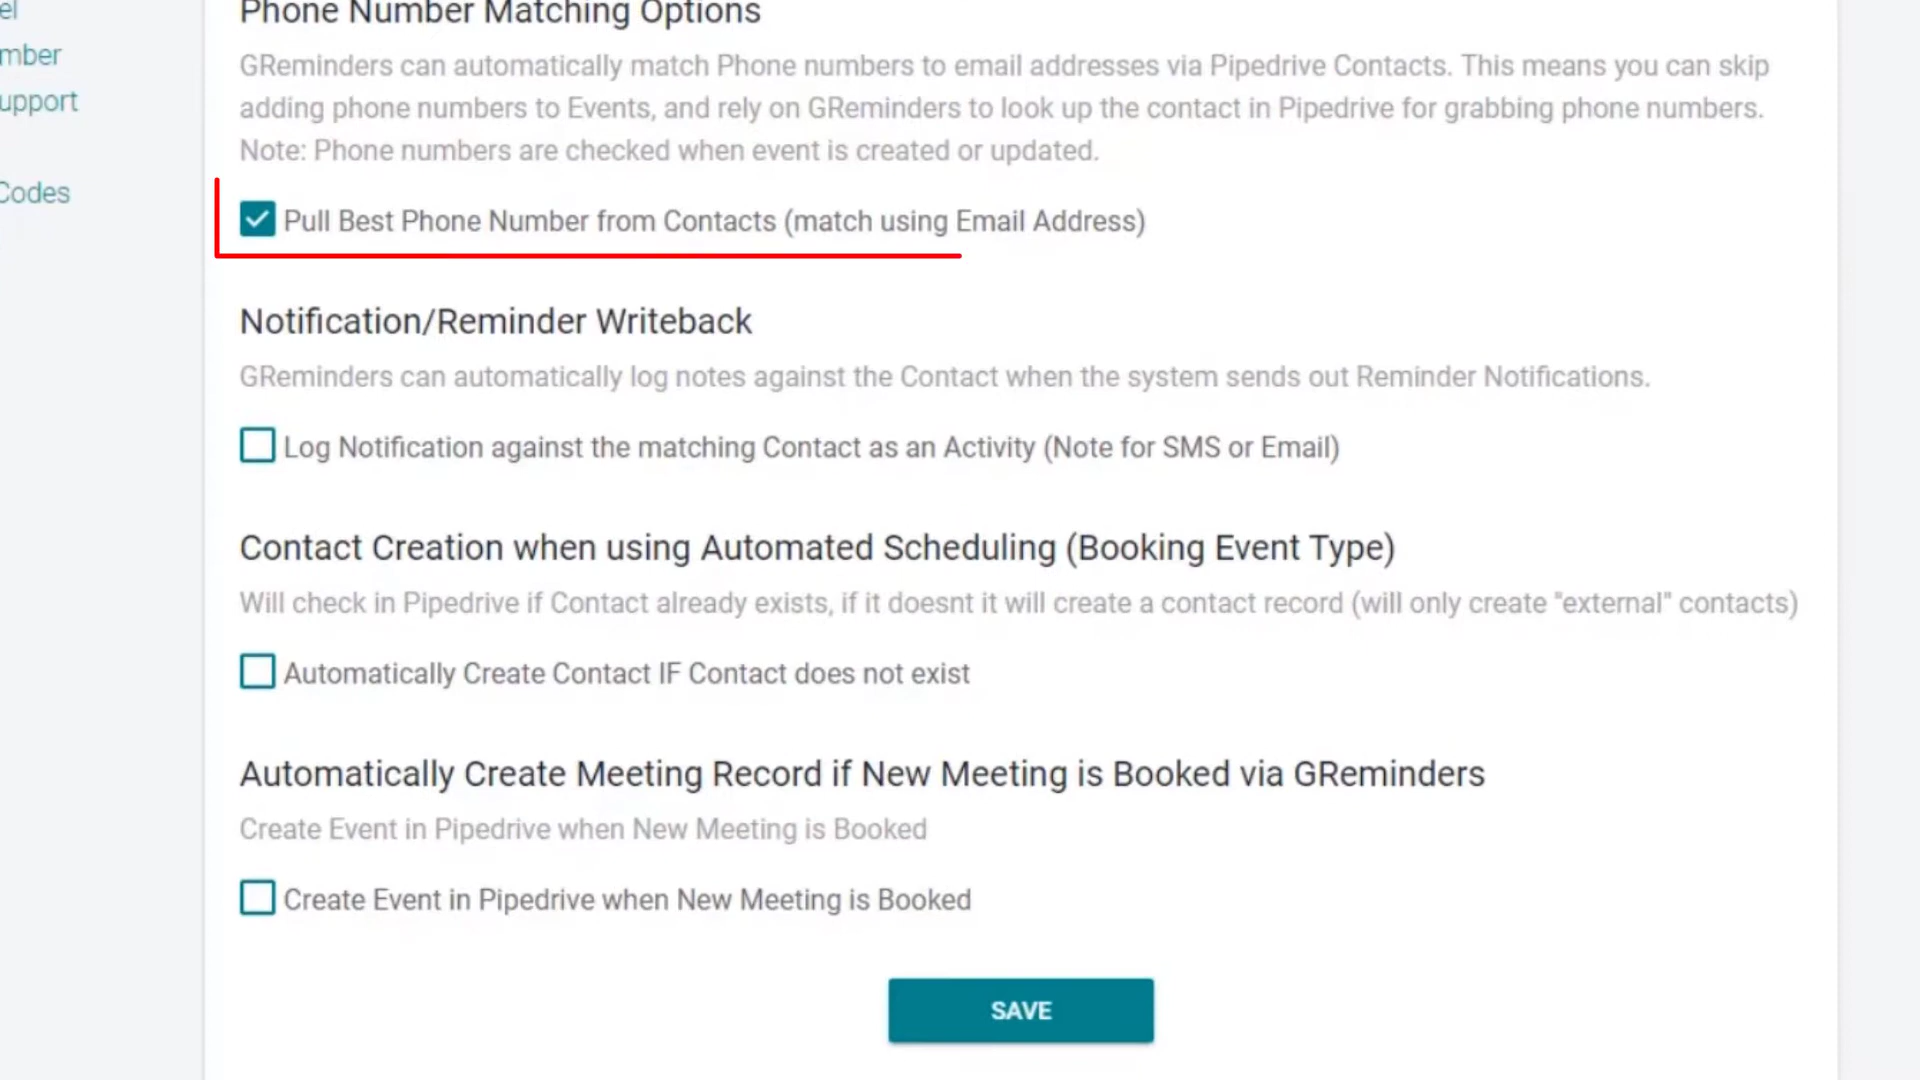 Phone Number Matching Options
GReminders can automatically match Phone numbers to email addresses via Pipedrive Contacts. This means you can skip
adding phone numbers to Events, and rely on GReminders to look up the contact in Pipedrive for grabbing phone numbers.
Note: Phone numbers are checked when event is created or updated.
Pull Best Phone Number from Contacts (match using Email Address)
Notification/Reminder Writeback
GReminders can automatically log notes against the Contact when the system sends out Reminder Notifications.
Log Notification against the matching Contact as an Activity (Note for SMS or Email)
Contact Creation when using Automated Scheduling (Booking Event Type)
Will check in Pipedrive if Contact already exists, if it doesnt it will create a contact record (will only create "external" contacts)
Automatically Create Contact IF Contact does not exist
Automatically Create Meeting Record if New Meeting is Booked via GReminders
Create Event in Pipedrive when New Meeting is Booked
Create Event in Pipedrive when New Meeting is Booked
SAVE
el
mber
upport
Codes